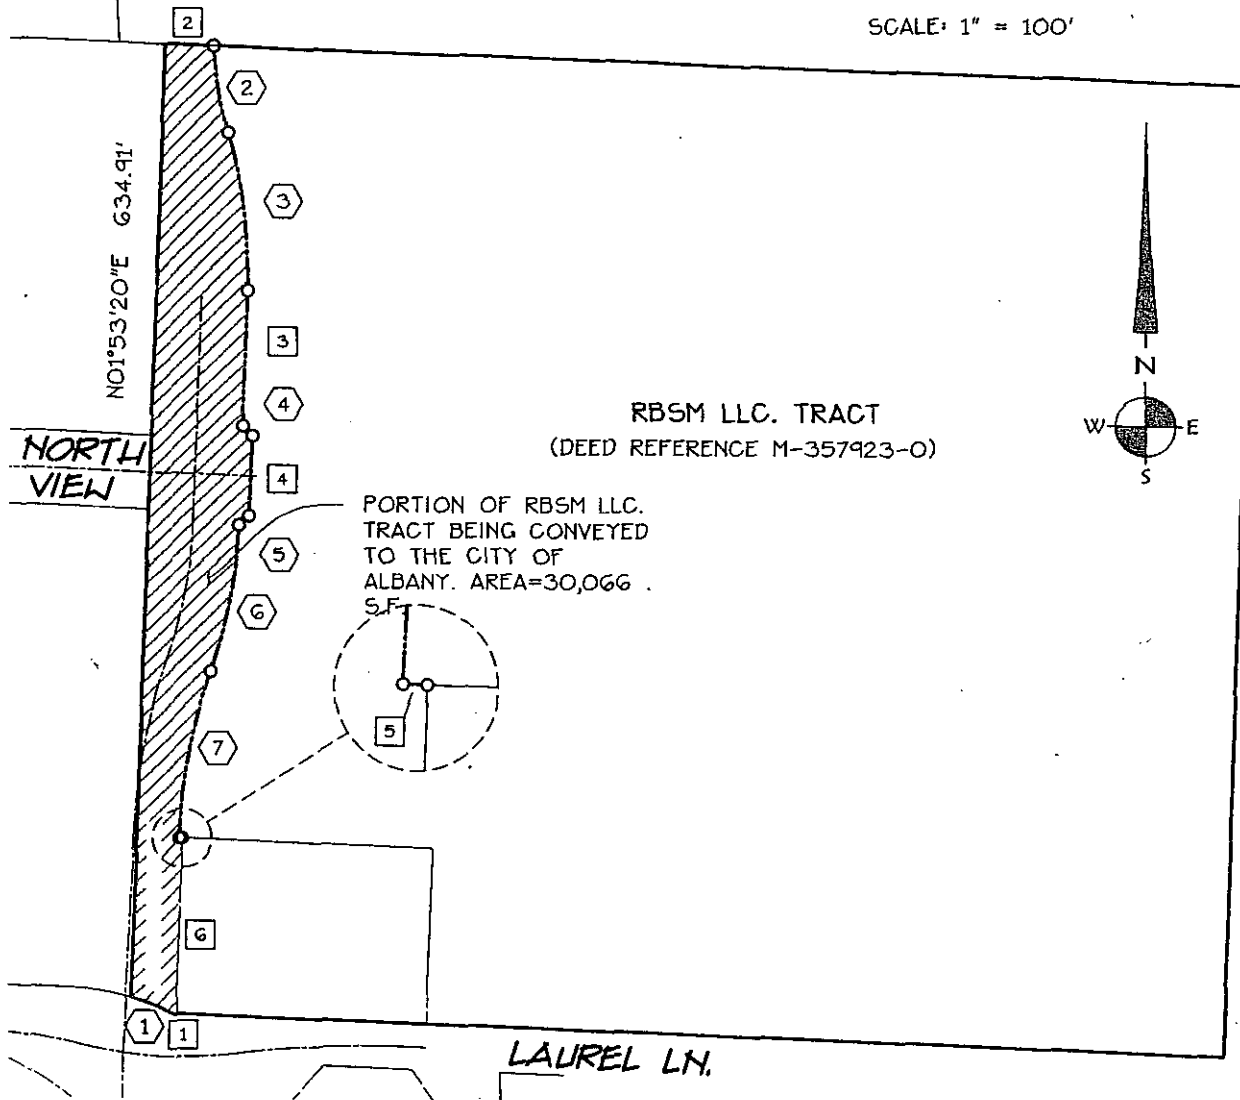 2
SCALE: 1" = 100'
2
3
N01°53'20"E 634.91'
3
N
4
RBSM LLC. TRACT
(DEED REFERENCE M-357923-O)
W
E
S
NORTH
VIEW
4
PORTION OF RBSM LLC.
TRACT BEING CONVEYED
TO THE CITY OF
ALBANY. AREA=30,066
S.F.
5
6
5
7
6
1
1
LAUREL LN.